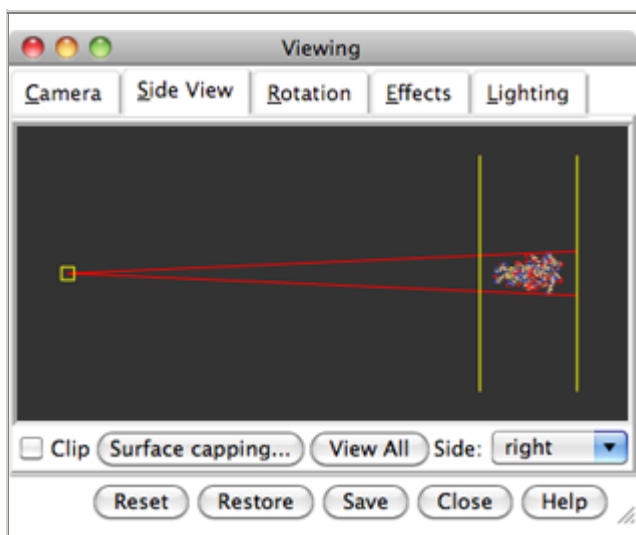 Viewing
Camera Side View Rotation Effects Lighting
Clip Surface capping... View All Side: right
Reset Restore Save Close Help